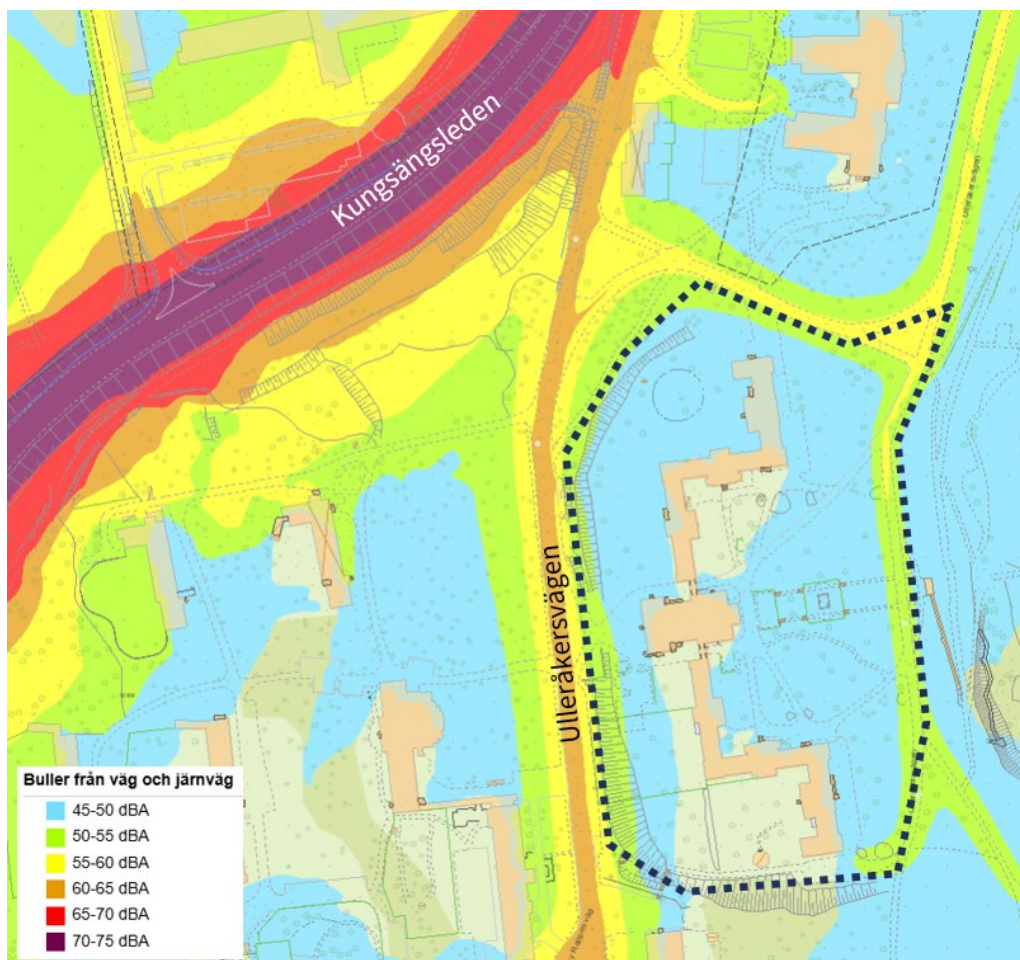 Kungsängsleden
Ulleråkersvägen
Buller från väg och järnväg
45-50 dBA
50-55 dBA
55-60 dBA
60-65 dBA
65-70 dBA
70-75 dBA